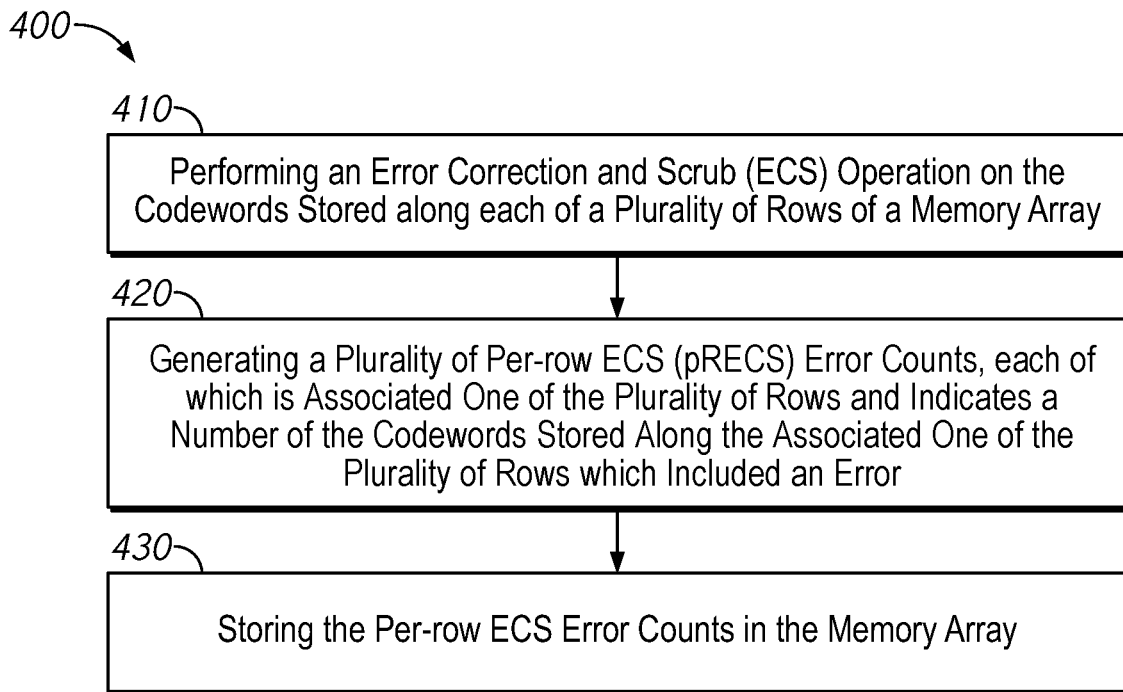 400
410
Performing an Error Correction and Scrub (ECS) Operation on the
Codewords Stored along each of a Plurality of Rows of a Memory Array
420
Generating a Plurality of Per-row ECS (pRECS) Error Counts, each of
which is Associated One of the Plurality of Rows and Indicates a
Number of the Codewords Stored Along the Associated One of the
Plurality of Rows which Included an Error
430
Storing the Per-row ECS Error Counts in the Memory Array